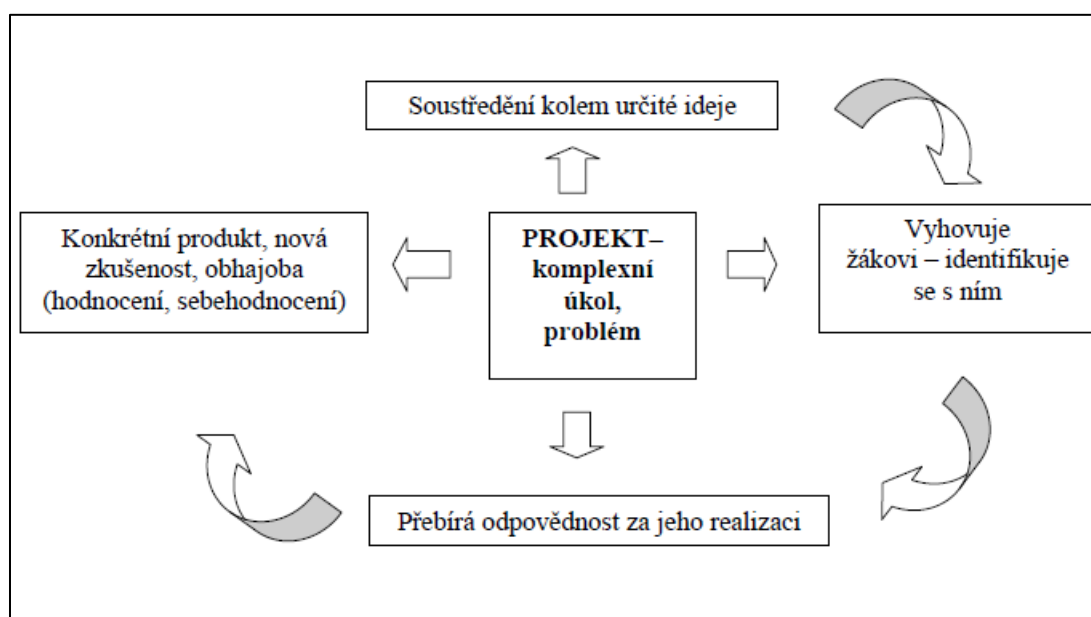 Soustředění kolem určité ideje
Konkrétní produkt, nová
zkušenost, obhajoba
(hodnocení, sebehodnocení)
PROJEKT–
komplexní
úkol,
problém
Vyhovuje
žákovi – identifikuje
se s ním
Přebírá odpovědnost za jeho realizaci